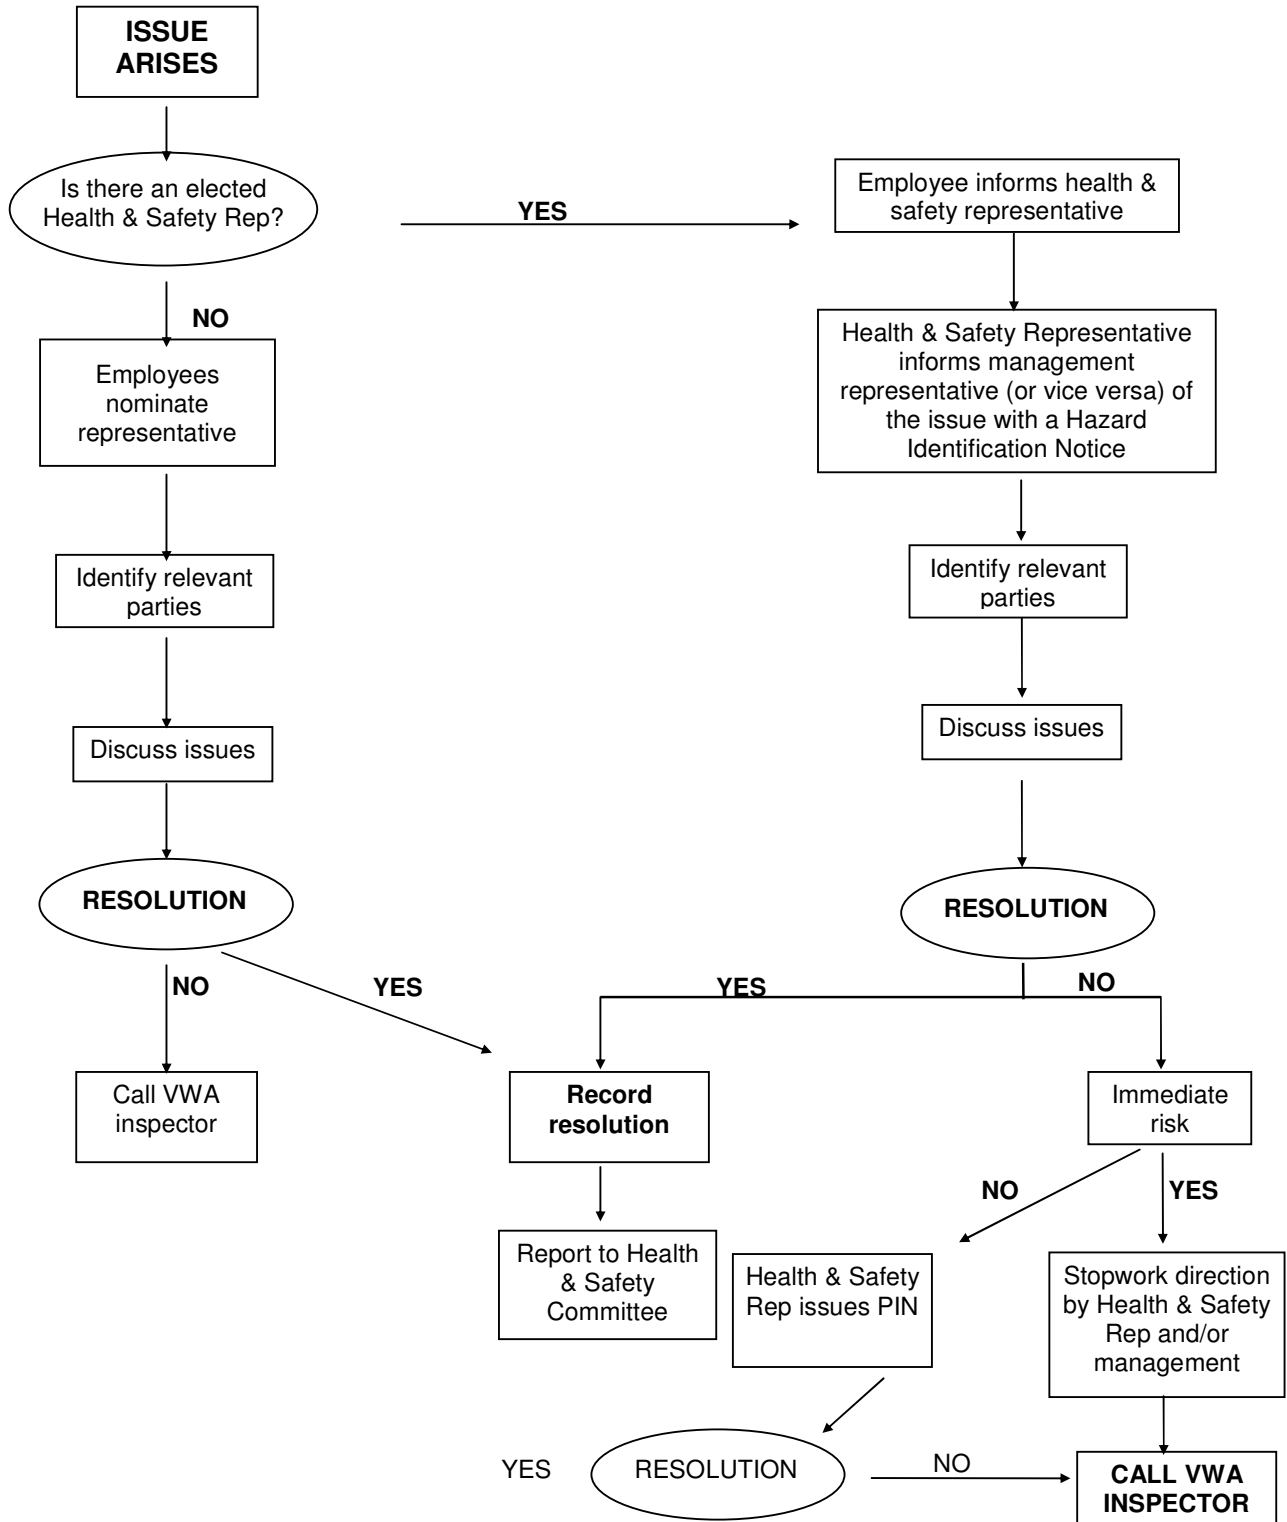 ISSUE
ARISES
Is there an elected
Health & Safety Rep?
YES
Employee informs health &
safety representative
NO
Employees
nominate
representative
Health & Safety Representative
informs management
representative (or vice versa) of
the issue with a Hazard
Identification Notice
Identify relevant
parties
Identify relevant
parties
Discuss issues
Discuss issues
RESOLUTION
RESOLUTION
NO
YES
YES
NO
Call VWA
inspector
Record
resolution
Immediate
risk
NO
YES
Report to Health
& Safety
Committee
Health & Safety
Rep issues PIN
Stopwork direction
by Health & Safety
Rep and/or
management
YES
RESOLUTION
NO
CALL VWA
INSPECTOR